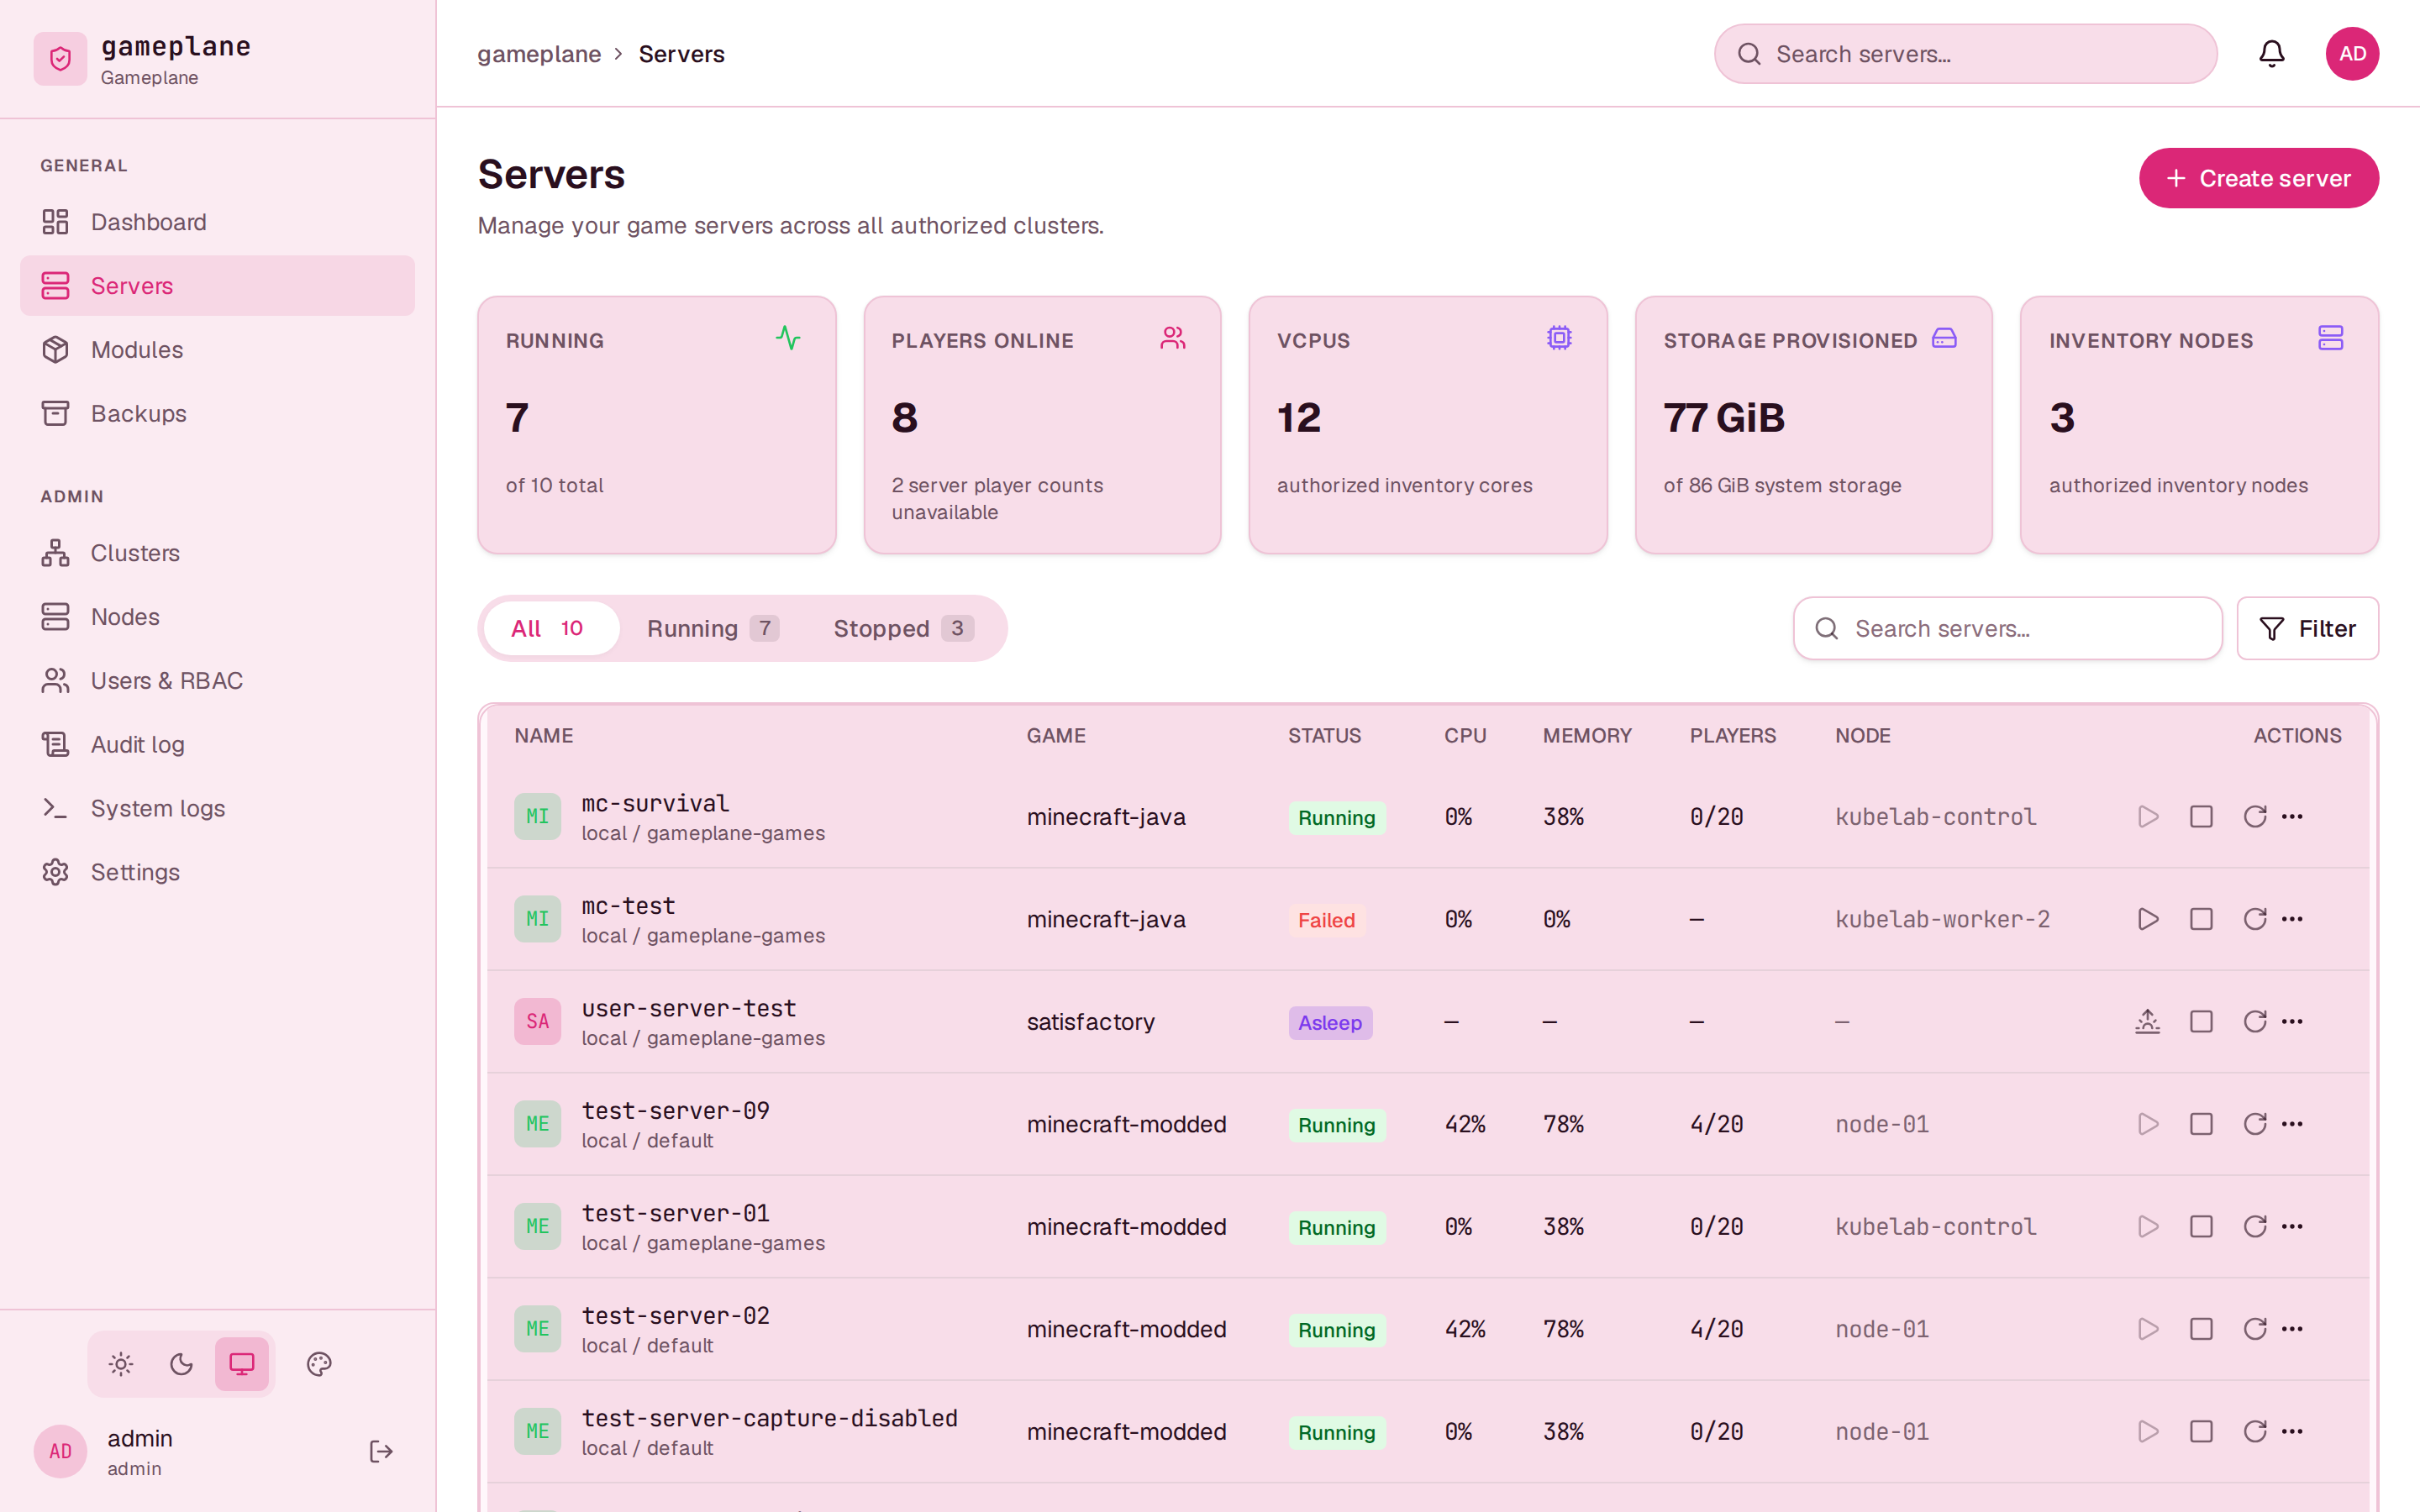 gameplane
Gameplane
GENERAL
Dashboard
Servers
Modules
Backups
ADMIN
Clusters
Nodes
Users & RBAC
Audit log
System logs
Settings
AD
admin
admin
gameplane > Servers
Search servers...
AD
Servers
Manage your game servers across all authorized clusters.
Create server
RUNNING
7
of 10 total
PLAYERS ONLINE
8
2 server player counts
unavailable
VCPUS
12
authorized inventory cores
STORAGE PROVISIONED
77 GiB
of 86 GiB system storage
INVENTORY NODES
3
authorized inventory nodes
All 10 Running 7 Stopped 3
Search servers...
Filter
NAME GAME STATUS CPU MEMORY PLAYERS NODE ACTIONS
MI mc-survival minecraft-java Running 0% 38% 0/20 kubelab-control
local / gameplane-games
MI mc-test minecraft-java Failed 0% 0% – kubelab-worker-2
local / gameplane-games
SA user-server-test satisfactory Asleep – – – –
local / gameplane-games
ME test-server-09 minecraft-modded Running 42% 78% 4/20 node-01
local / default
ME test-server-01 minecraft-modded Running 0% 38% 0/20 kubelab-control
local / gameplane-games
ME test-server-02 minecraft-modded Running 42% 78% 4/20 node-01
local / default
ME test-server-capture-disabled minecraft-modded Running 0% 38% 0/20 node-01
local / default